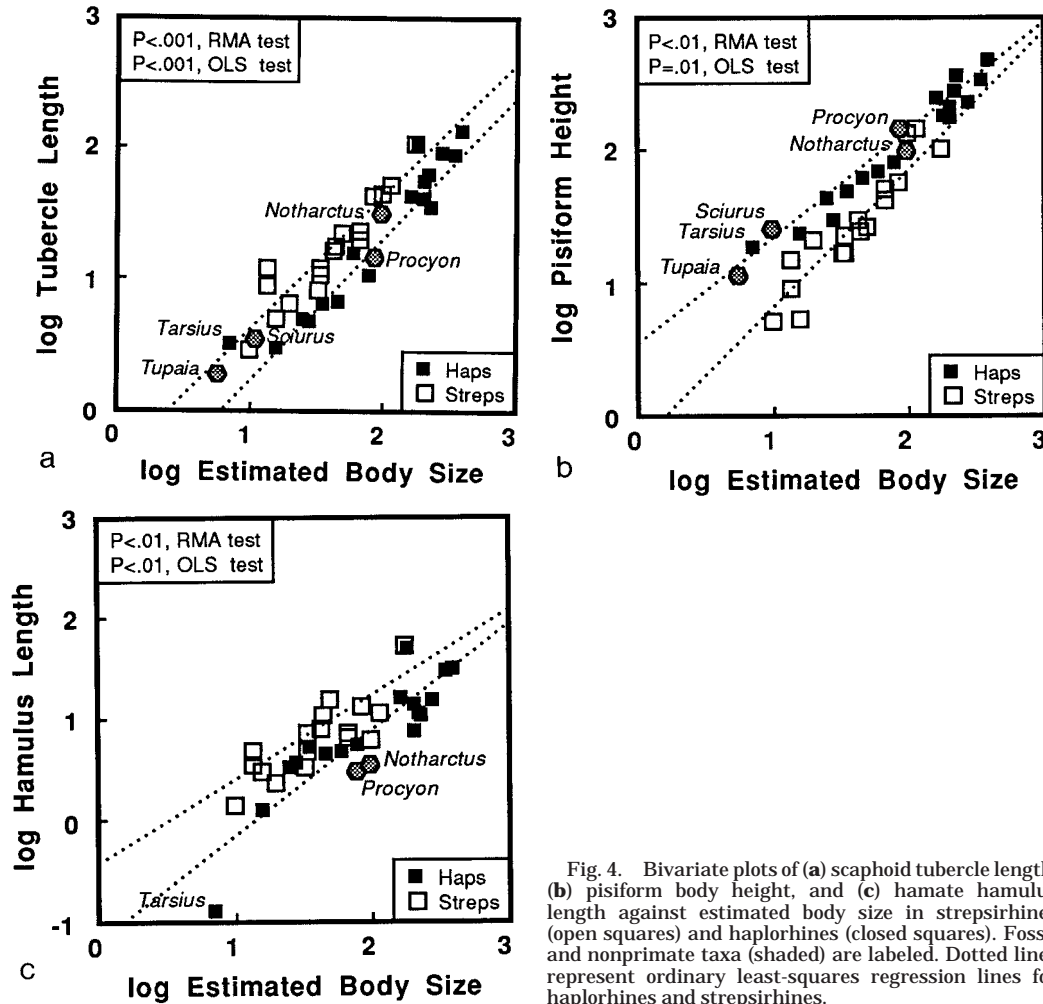 3
P<.001, RMA test
P<.001, OLS test
2
log Tubercle Length
Notharctus
Procyon
1
Tarsius
Sciurus
Tupaia
Haps
Streps
0
0 1 2 3
a
log Estimated Body Size
3
P<.01, RMA test
P=.01, OLS test
Procyon
2
Notharctus
log Pisiform Height
Sciurus
Tarsius
Tupaia
1
Haps
Streps
0
0 1 2 3
b
log Estimated Body Size
3
P<.01, RMA test
P<.01, OLS test
2
log Hamulus Length
1
Notharctus
Procyon
0
Tarsius
Haps
Streps
-1
0 1 2 3
c
log Estimated Body Size
Fig. 4. Bivariate plots of (a) scaphoid tubercle length
(b) pisiform body height, and (c) hamate hamulu
length against estimated body size in strepsirhine
(open squares) and haplorhines (closed squares). Foss
and nonprimate taxa (shaded) are labeled. Dotted line
represent ordinary least-squares regression lines fo
haplorhines and strepsirhines.